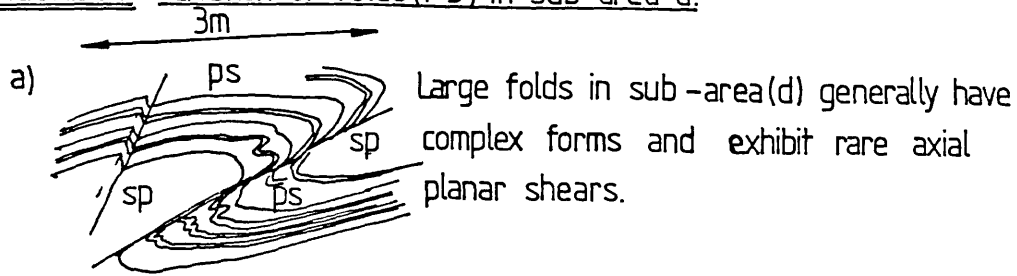 of folds(F3) in sub-area d.
3m
a)
ps
Large folds in sub-area(d) generally have
sp complex forms and exhibit rare axial
sp ps planar shears.